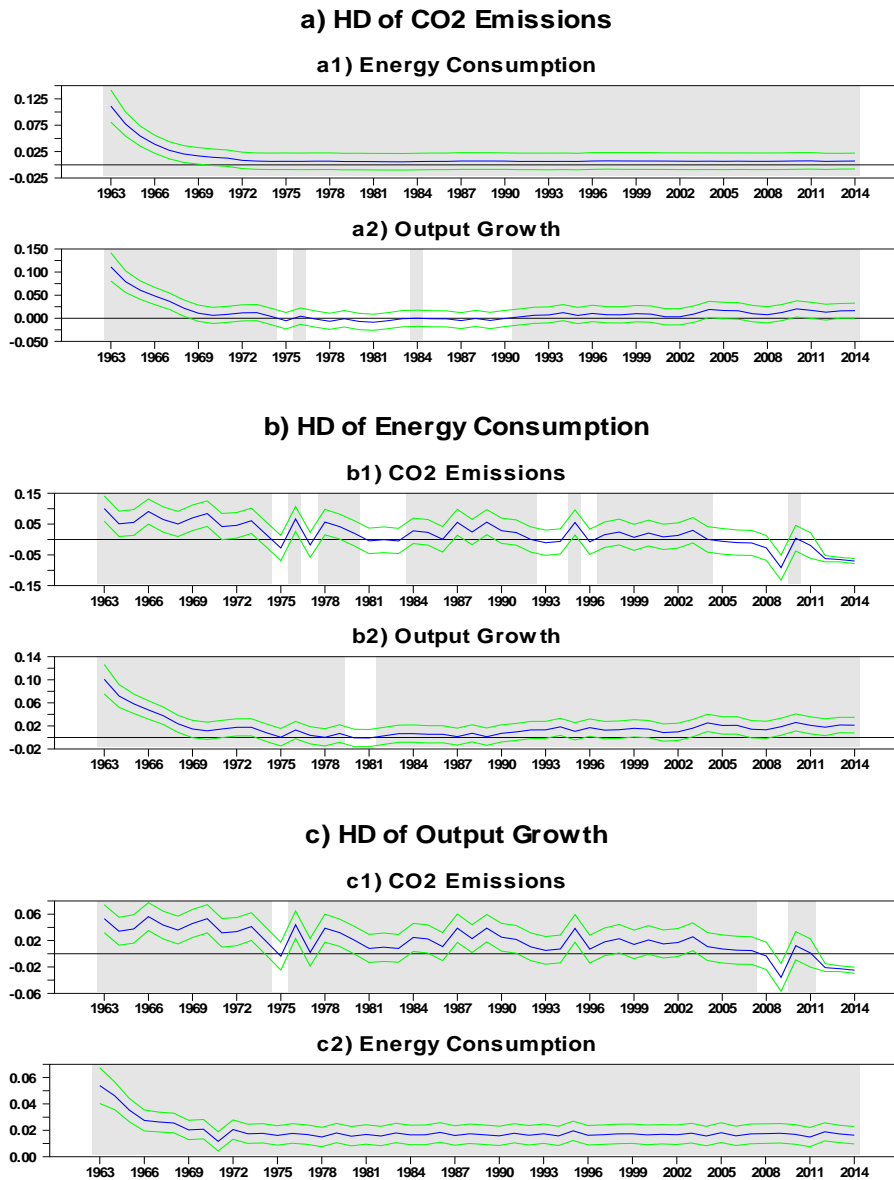 a) HD of CO2 Emissions
a1) Energy Consumption
0.125
0.075
0.025
-0.025
1963 1966 1969 1972 1975 1978 1981 1984 1987 1990 1993 1996 1999 2002 2005 2008 2011 2014
a2) Output Growth
0.150
0.100
0.050
0.000
-0.050
1963 1966 1969 1972 1975 1978 1981 1984 1987 1990 1993 1996 1999 2002 2005 2008 2011 2014
b) HD of Energy Consumption
b1) CO2 Emissions
0.15
0.05
-0.05
-0.15
1963 1966 1969 1972 1975 1978 1981 1984 1987 1990 1993 1996 1999 2002 2005 2008 2011 2014
b2) Output Growth
0.14
0.10
0.06
0.02
-0.02
1963 1966 1969 1972 1975 1978 1981 1984 1987 1990 1993 1996 1999 2002 2005 2008 2011 2014
c) HD of Output Growth
c1) CO2 Emissions
0.06
0.02
-0.02
-0.06
1963 1966 1969 1972 1975 1978 1981 1984 1987 1990 1993 1996 1999 2002 2005 2008 2011 2014
c2) Energy Consumption
0.06
0.04
0.02
0.00
1963 1966 1969 1972 1975 1978 1981 1984 1987 1990 1993 1996 1999 2002 2005 2008 2011 2014